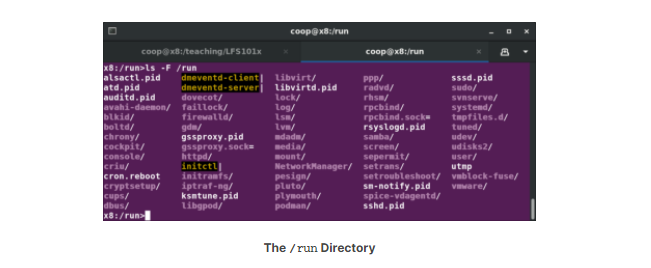 coop@x8:/run
coop@x8:/teaching/LFS101x × coop@x8:/run ×
x8:/run>ls -F /run
alsactl.pid dmeventd-client| libvirt/ ppp/ sssd.pid
atd.pid dmeventd-server| libvirtd.pid radvd/ sudo/
auditd.pid dovecot/ lock/ rhsm/ svnserve/
avahi-daemon/ faillock/ log/ rpcbind/ systemd/
blkid/ firewalld/ lsm/ rpcbind.sock= tmpfiles.d/
boltd/ gdm/ lvm/ rsyslogd.pid tuned/
chrony/ gssproxy.pid mdadm/ samba/ udev/
cockpit/ gssproxy.sock= media/ screen/ udisks2/
console/ httpd/ mount/ sepermit/ user/
criu/ initctl| NetworkManager/ setrans/ utmp
cron.reboot initramfs/ pesign/ setroubleshoot/ vmblock-fuse/
cryptsetup/ iptraf-ng/ pluto/ sm-notify.pid vmware/
cups/ ksmtune.pid plymouth/ spice-vdagentd/
dbus/ libgpod/ podman/ sshd.pid
x8:/run>
The /run Directory